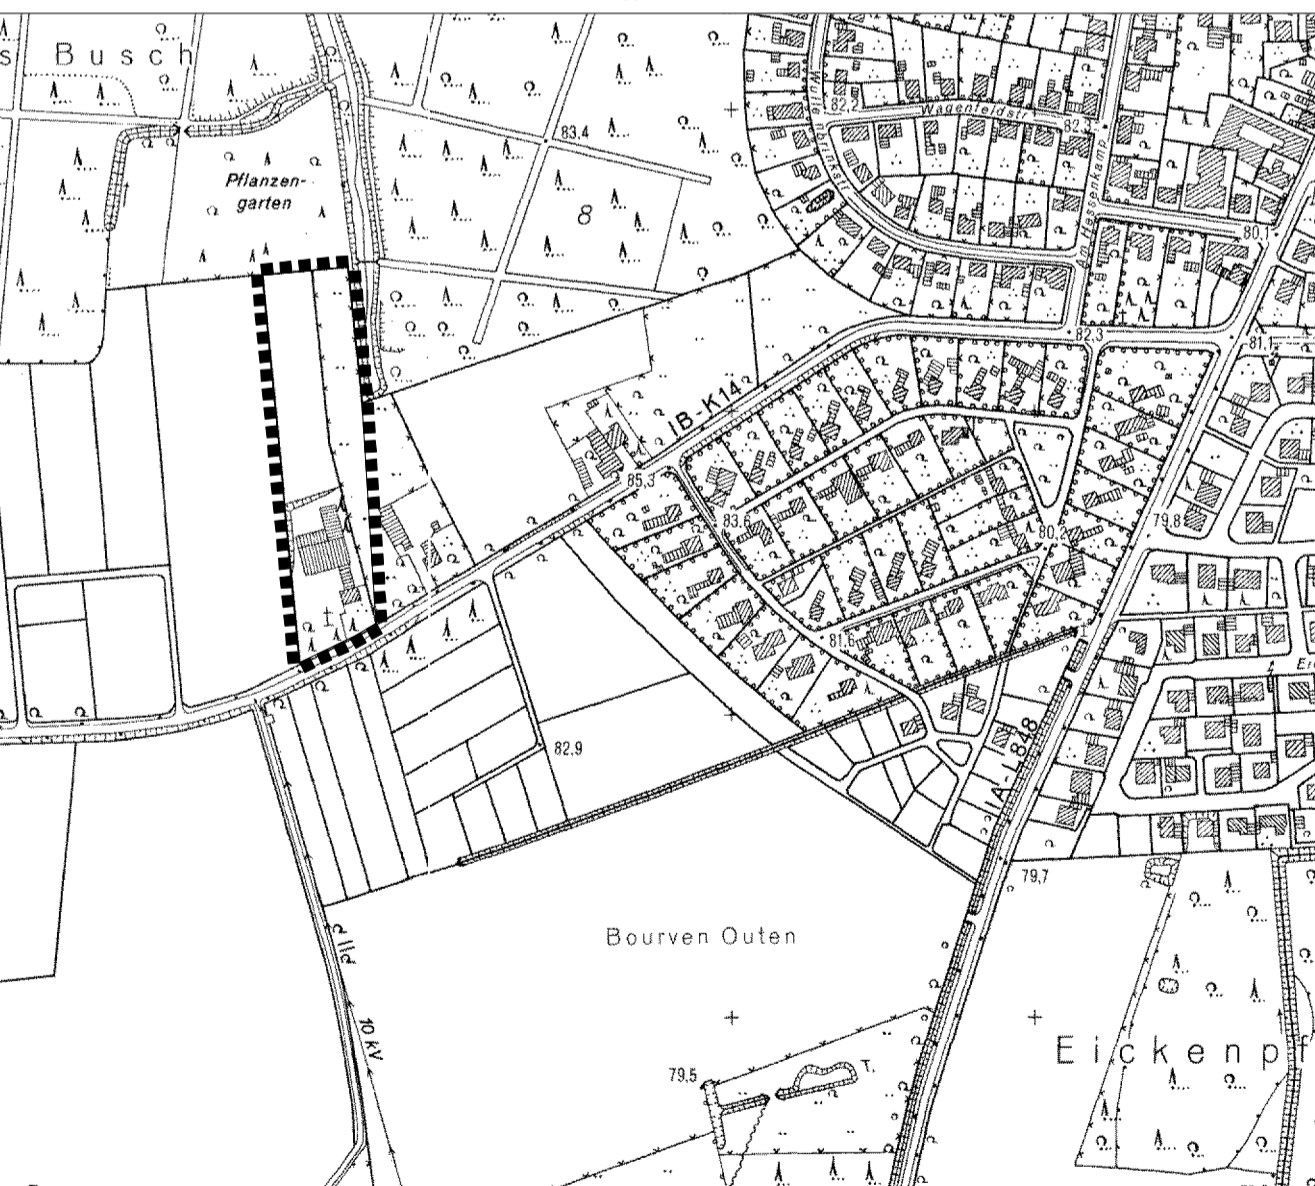 s Busch
82,2
Wagenfeldstr.
82,3
83,4
Pflanzen-
garten
8
Am Hasenkamp
80,1
82,3
81,1
IB-K14
85,3
83,6
79,8
80,2
81,6
82,9
IA-L 848
79,7
Bourven Outen
10 kV
Eickenpf
79,5
T.